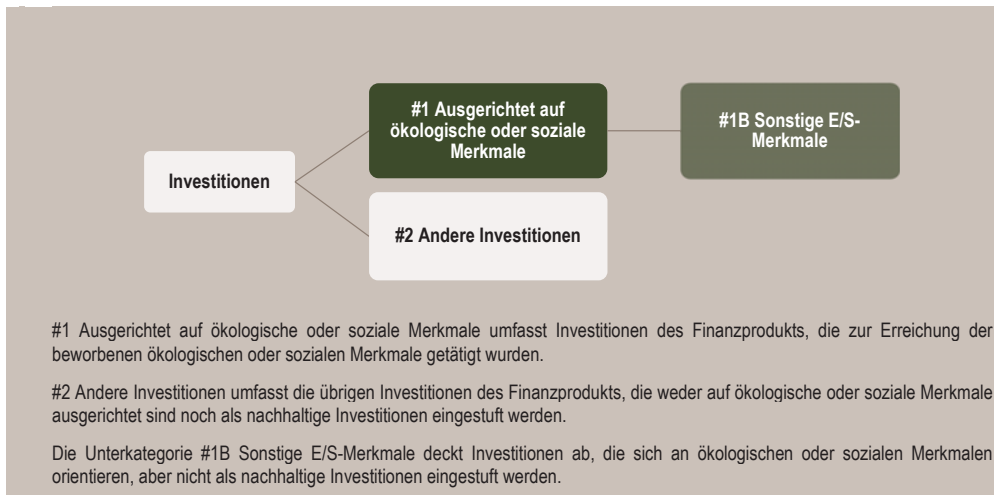 #1 Ausgerichtet auf
ökologische oder soziale
Merkmale
#1B Sonstige E/S-
Merkmale
Investitionen
#2 Andere Investitionen
#1 Ausgerichtet auf ökologische oder soziale Merkmale umfasst Investitionen des Finanzprodukts, die zur Erreichung der
beworbenen ökologischen oder sozialen Merkmale getätigt wurden.
#2 Andere Investitionen umfasst die übrigen Investitionen des Finanzprodukts, die weder auf ökologische oder soziale Merkmale
ausgerichtet sind noch als nachhaltige Investitionen eingestuft werden.
Die Unterkategorie #1B Sonstige E/S-Merkmale deckt Investitionen ab, die sich an ökologischen oder sozialen Merkmalen
orientieren, aber nicht als nachhaltige Investitionen eingestuft werden.